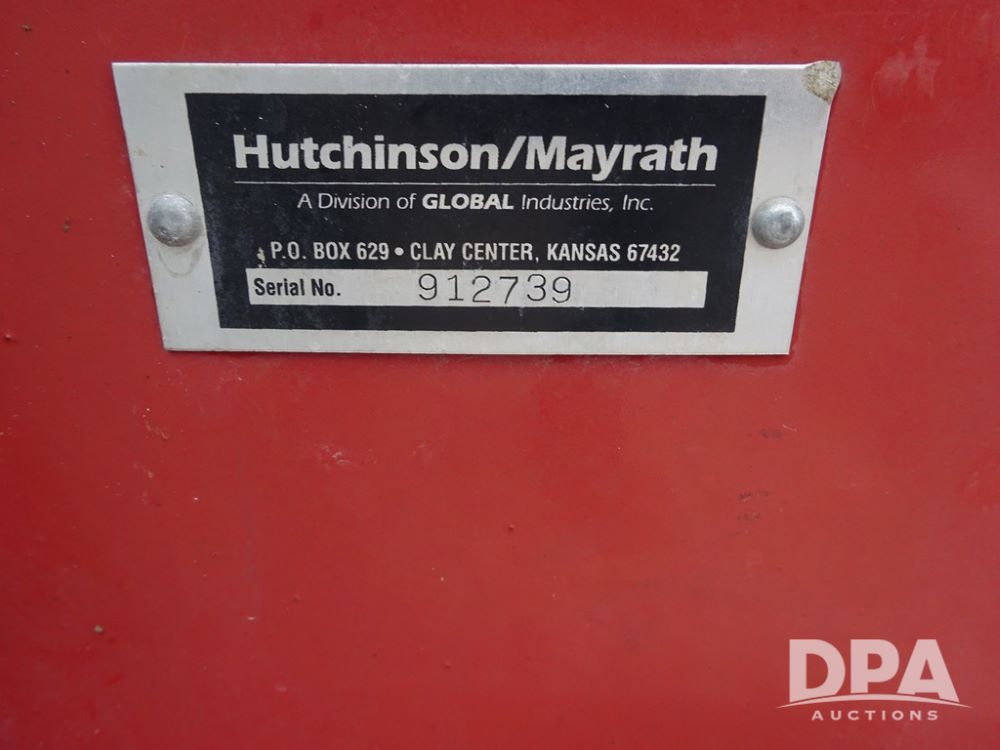 Hutchinson/Mayrath
A Division of GLOBAL Industries, Inc.
P.O. BOX 629 • CLAY CENTER, KANSAS 67432
Serial No. 912739
DPA
AUCTIONS